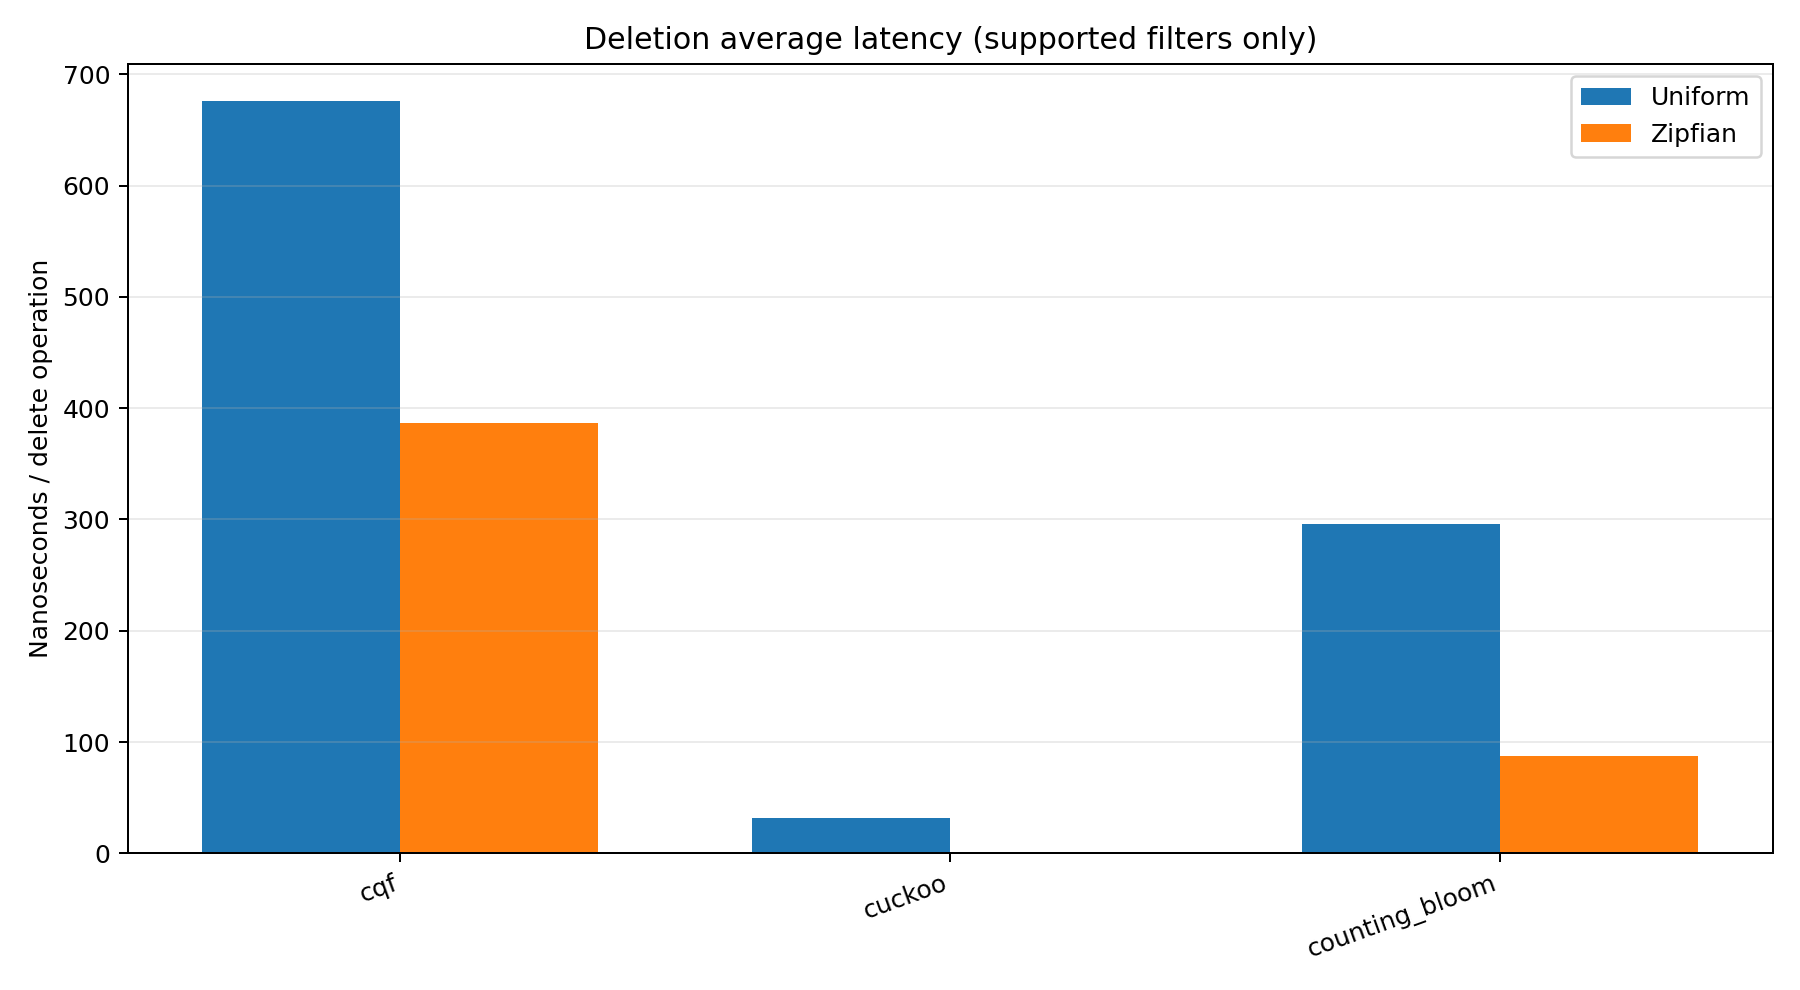 Deletion average latency (supported filters only)
Uniform
Zipfian
Nanoseconds / delete operation
700
600
500
400
300
200
100
0
cqf
cuckoo
counting_bloom